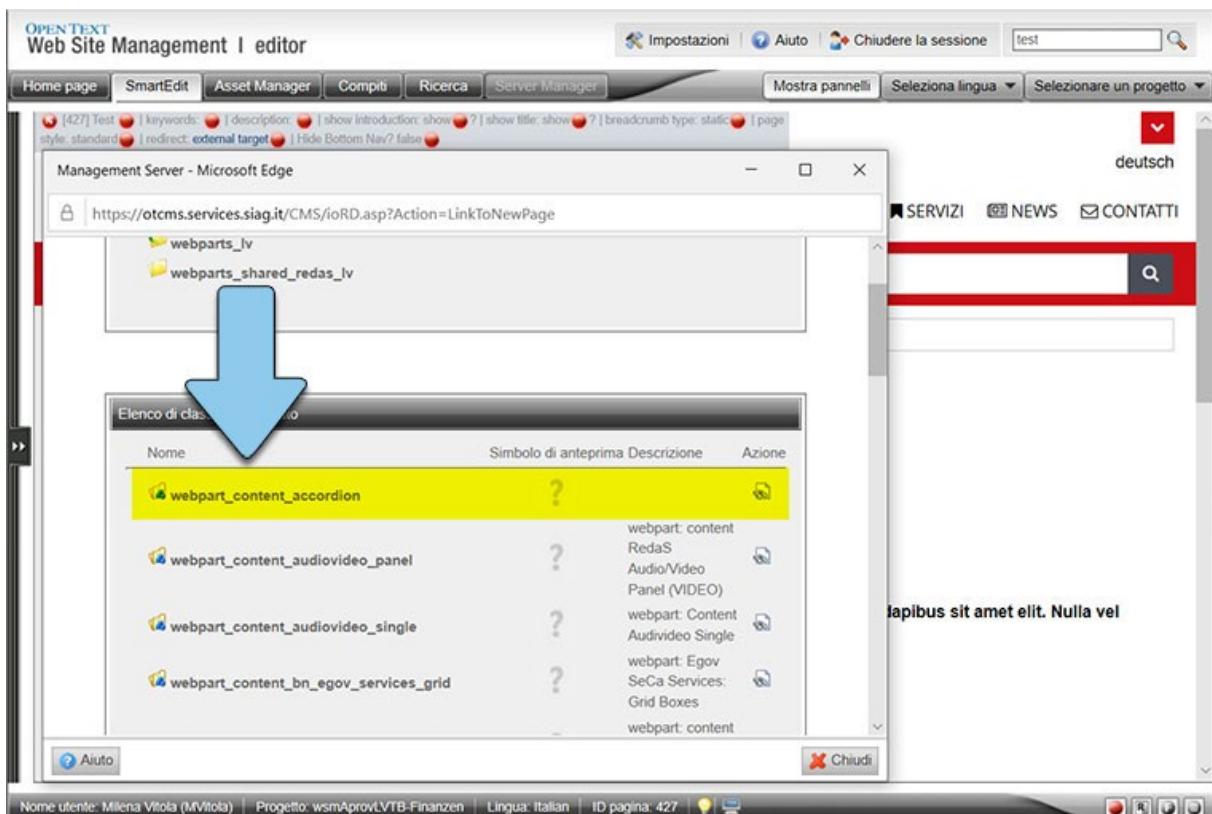 OPEN TEXT
Web Site Management | editor
Impostazioni | Aiuto | Chiudere la sessione test
Home page SmartEdit Asset Manager Compiti Ricerca Server Manager Mostra pannelli Seleziona lingua Selezionare un progetto
[427] Test | keywords: | description: | show introduction: show ? | show title: show ? | breadcrumb type: static | page
style: standard | redirect: external target | Hide Bottom Nav? false
Management Server - Microsoft Edge
deutsch
https://otcms.services.siag.it/CMS/ioRD.asp?Action=LinkToNewPage
SERVIZI NEWS CONTATTI
webparts_lv
webparts_shared_redas_lv
Elenco di
Nome Simbolo di anteprima Descrizione Azione
webpart_content_accordion ?
webpart_content_audiovideo_panel ? webpart: content
RedaS
Audio/Video
Panel (VIDEO)
webpart_content_audiovideo_single ? webpart: Content
Audivideo Single
webpart_content_bn_egov_services_grid ? webpart: Egov
SeCa Services:
Grid Boxes
webpart: content
dapibus sit amet elit. Nulla vel
Aiuto Chiudi
Nome utente: Milena Vitola (MVitola) | Progetto: wsmAprovLVTB-Finanzen | Lingua: Italian | ID pagina: 427